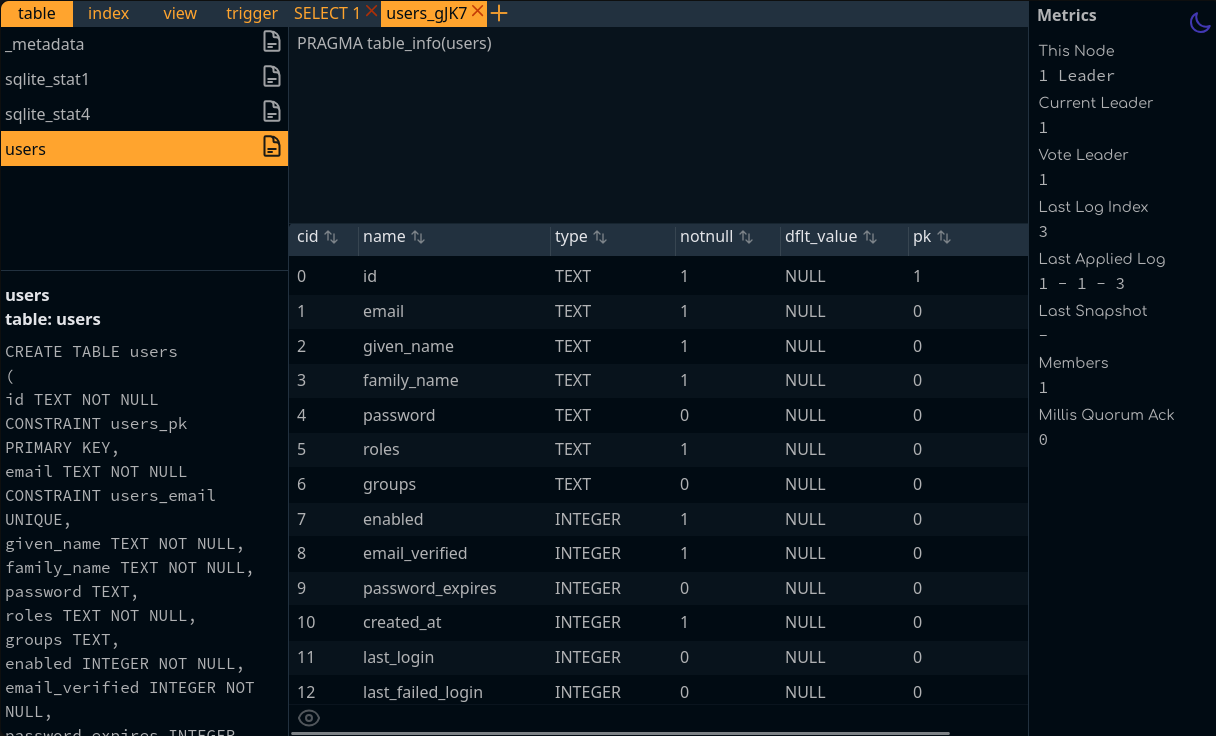 table index view trigger SELECT 1 users_gJK7
_metadata
sqlite_stat1
sqlite_stat4
users
users
table: users
CREATE TABLE users
(
id TEXT NOT NULL
CONSTRAINT users_pk
PRIMARY KEY,
email TEXT NOT NULL
CONSTRAINT users_email
UNIQUE,
given_name TEXT NOT NULL,
family_name TEXT NOT NULL,
password TEXT,
roles TEXT NOT NULL,
groups TEXT,
enabled INTEGER NOT NULL,
email_verified INTEGER NOT
NULL,
password_expires INTEGER
PRAGMA table_info(users)
cid name type notnull dflt_value pk
0 id TEXT 1 NULL 1
1 email TEXT 1 NULL 0
2 given_name TEXT 1 NULL 0
3 family_name TEXT 1 NULL 0
4 password TEXT 0 NULL 0
5 roles TEXT 1 NULL 0
6 groups TEXT 0 NULL 0
7 enabled INTEGER 1 NULL 0
8 email_verified INTEGER 1 NULL 0
9 password_expires INTEGER 0 NULL 0
10 created_at INTEGER 1 NULL 0
11 last_login INTEGER 0 NULL 0
12 last_failed_login INTEGER 0 NULL 0
Metrics
This Node
1 Leader
Current Leader
1
Vote Leader
1
Last Log Index
3
Last Applied Log
1 - 1 - 3
Last Snapshot
-
Members
1
Millis Quorum Ack
0